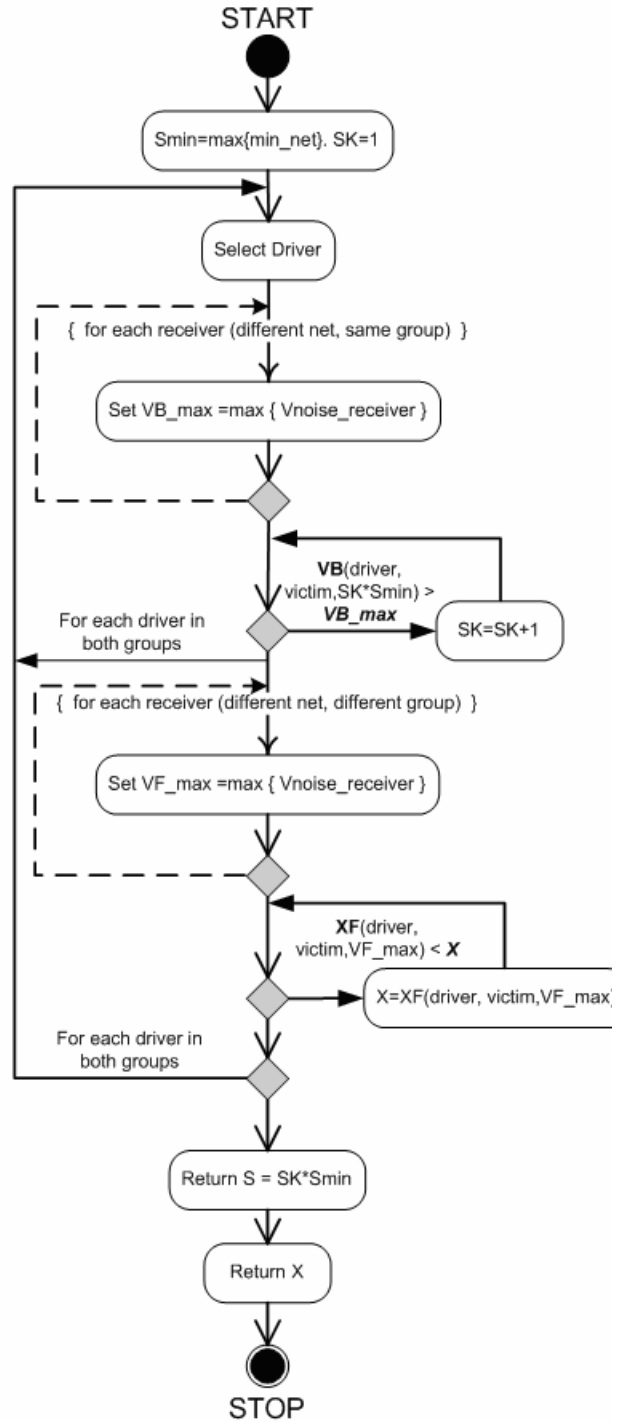 START
Smin=max{min_net}. SK=1
Select Driver
{ for each receiver (different net, same group) }
Set VB_max =max { Vnoise_receiver }
VB(driver,
victim,SK*Smin) >
VB_max
SK=SK+1
For each driver in
both groups
{ for each receiver (different net, different group) }
Set VF_max =max { Vnoise_receiver }
XF(driver,
victim,VF_max) < X
X=XF(driver, victim,VF_max)
For each driver in
both groups
Return S = SK*Smin
Return X
STOP